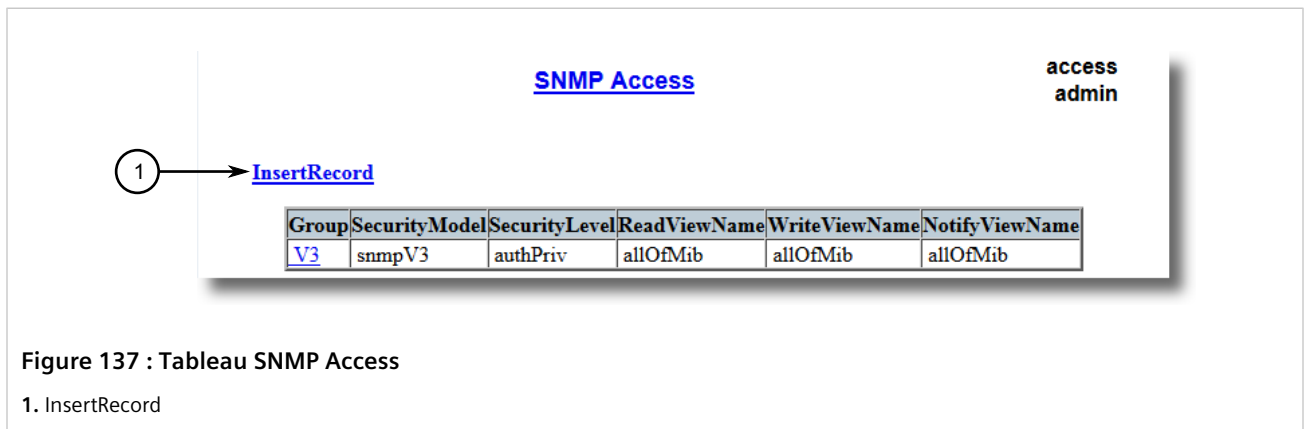 SNMP Access
access
admin
1
InsertRecord
Group SecurityModel SecurityLevel ReadViewName WriteViewName NotifyViewName
V3 snmpV3 authPriv allOfMib allOfMib allOfMib
Figure 137 : Tableau SNMP Access
1. InsertRecord